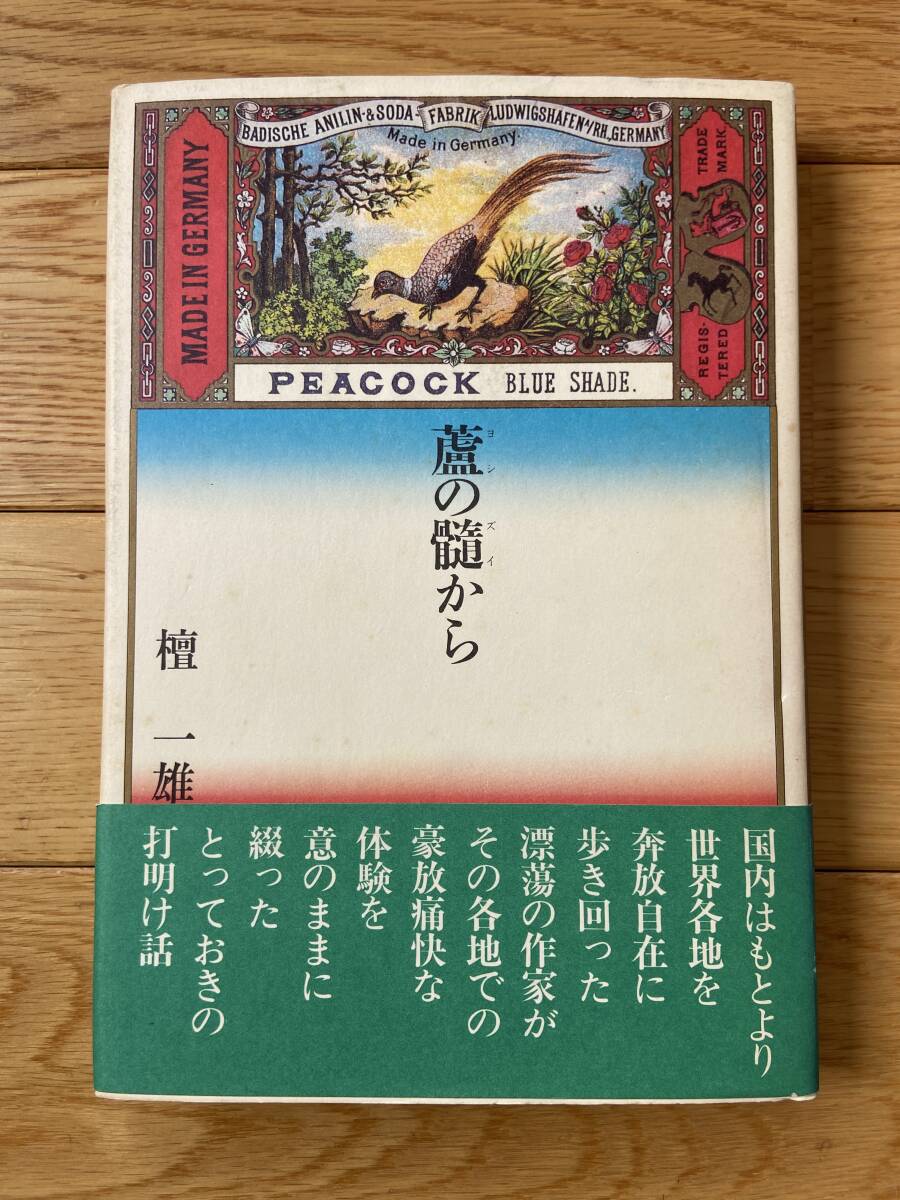 BADISCHE ANILIN-&SODA-FABRIK LUDWIGSHAFEN a/RH, GERMANY
Made in Germany.
MADE IN GERMANY
TRADE MARK.
REGISTERED
PEACOCK BLUE SHADE.
蘆の髄から
ヨシ
ズイ
檀 一雄
国内はもとより
世界各地を
奔放自在に
歩き回った
漂蕩の作家が
その各地での
豪放痛快な
体験を
意のままに
綴った
とっておきの
打明け話